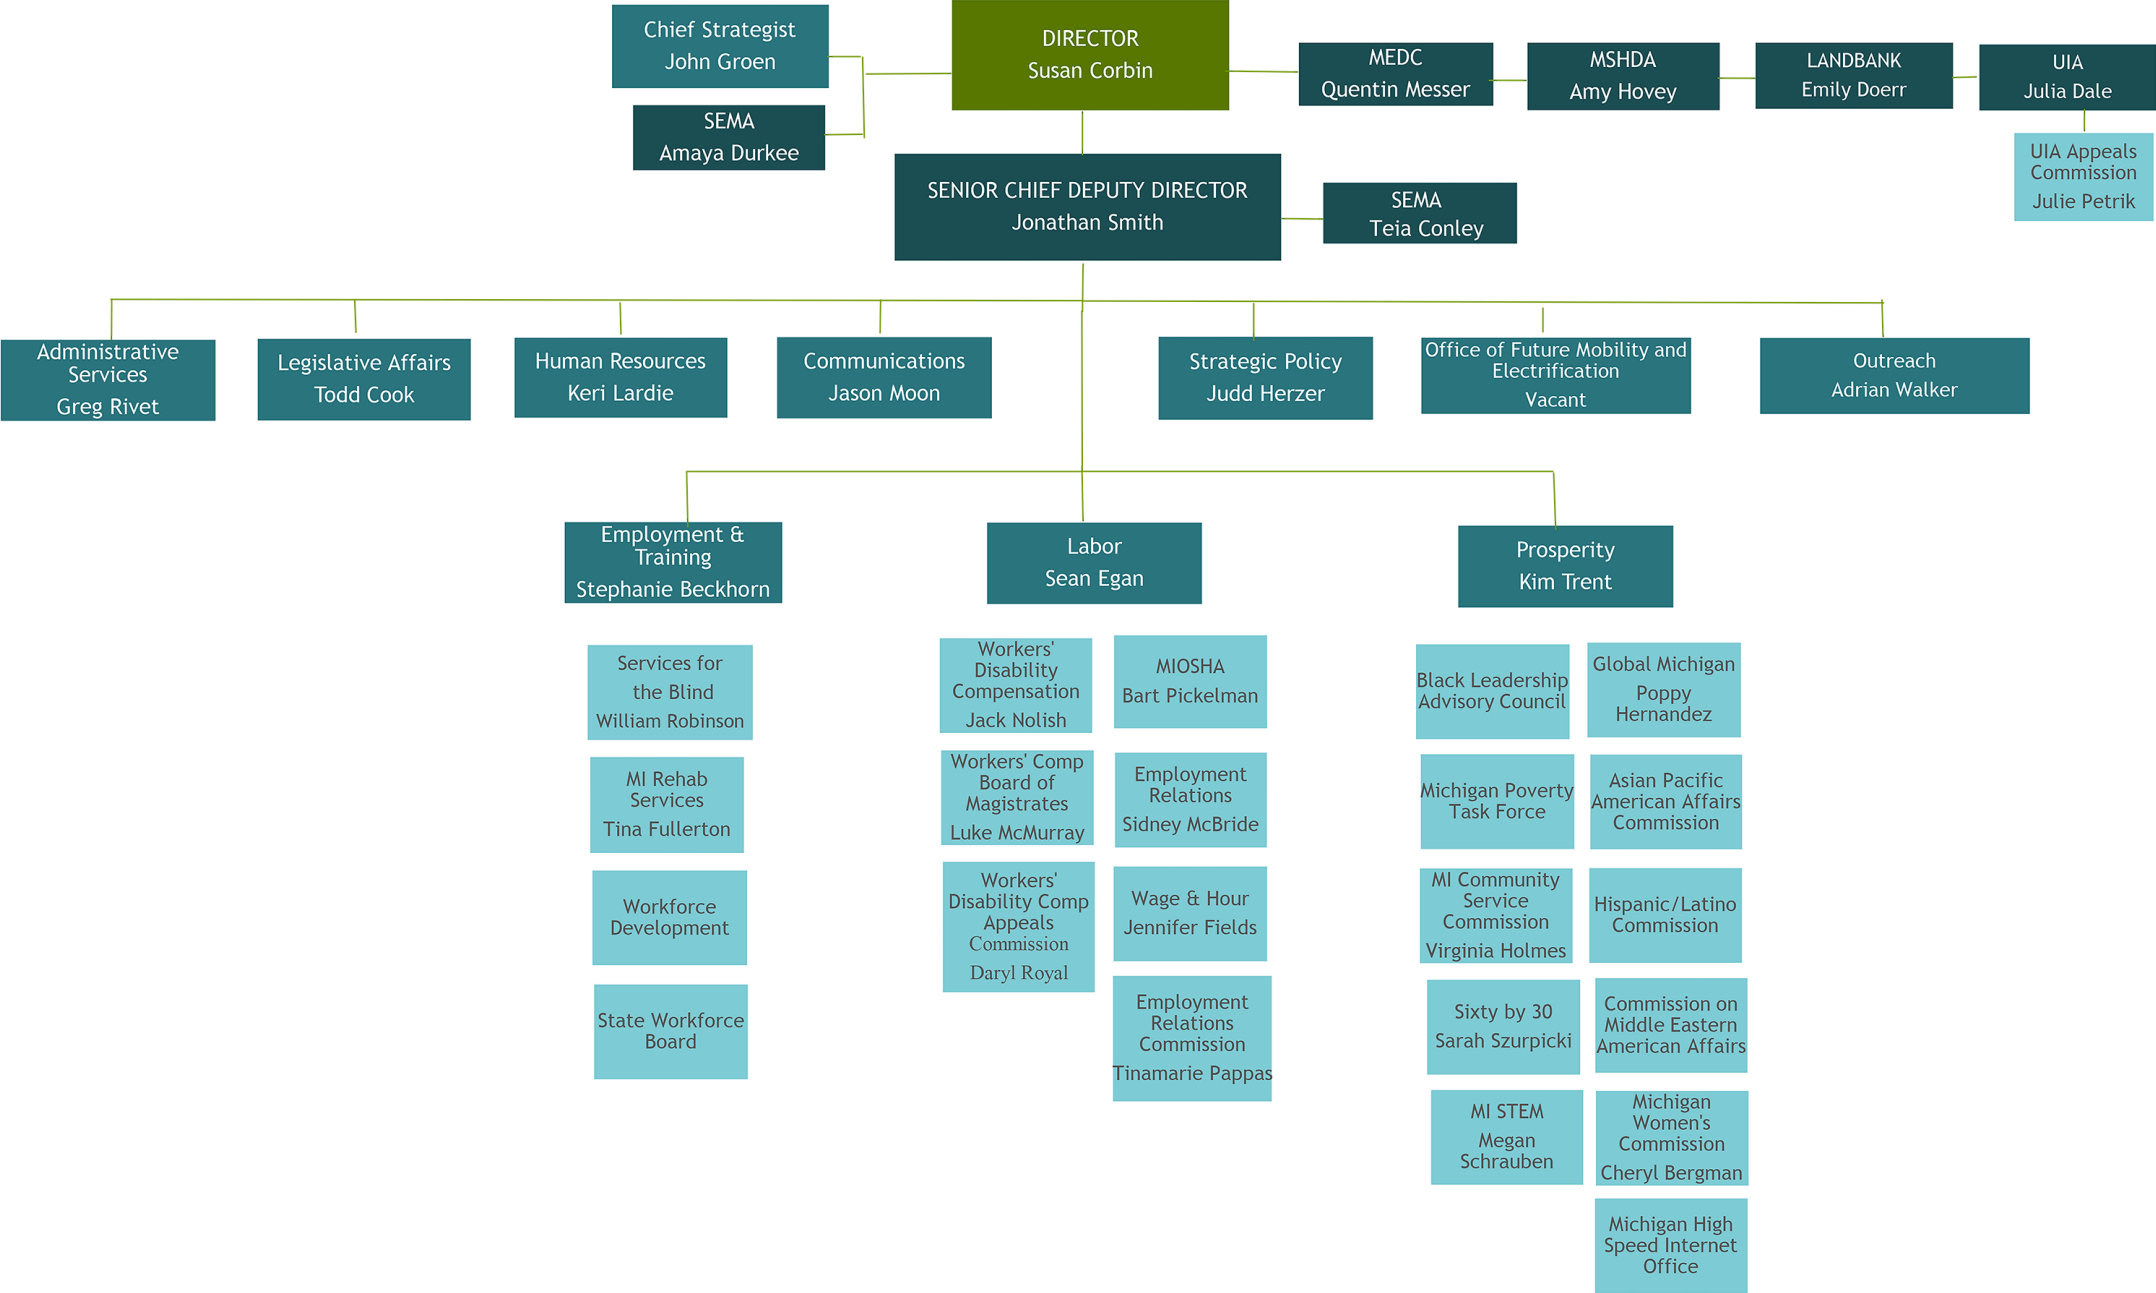 Chief Strategist
John Groen
DIRECTOR
Susan Corbin
MEDC
Quentin Messer
MSHDA
Amy Hovey
LANDBANK
Emily Doerr
UIA
Julia Dale
SEMA
Amaya Durkee
UIA Appeals
Commission
Julie Petrik
SENIOR CHIEF DEPUTY DIRECTOR
Jonathan Smith
SEMA
Teia Conley
Administrative
Services
Greg Rivet
Legislative Affairs
Todd Cook
Human Resources
Keri Lardie
Communications
Jason Moon
Strategic Policy
Judd Herzer
Office of Future Mobility and
Electrification
Vacant
Outreach
Adrian Walker
Employment &
Training
Stephanie Beckhorn
Labor
Sean Egan
Prosperity
Kim Trent
Services for
the Blind
William Robinson
MI Rehab
Services
Tina Fullerton
Workforce
Development
State Workforce
Board
Workers'
Disability
Compensation
Jack Nolish
MIOSHA
Bart Pickelman
Workers' Comp
Board of
Magistrates
Luke McMurray
Employment
Relations
Sidney McBride
Workers'
Disability Comp
Appeals
Commission
Daryl Royal
Wage & Hour
Jennifer Fields
Employment
Relations
Commission
Tinamarie Pappas
Black Leadership
Advisory Council
Global Michigan
Poppy
Hernandez
Michigan Poverty
Task Force
Asian Pacific
American Affairs
Commission
MI Community
Service
Commission
Virginia Holmes
Hispanic/Latino
Commission
Sixty by 30
Sarah Szurpicki
Commission on
Middle Eastern
American Affairs
MI STEM
Megan
Schrauben
Michigan
Women's
Commission
Cheryl Bergman
Michigan High
Speed Internet
Office